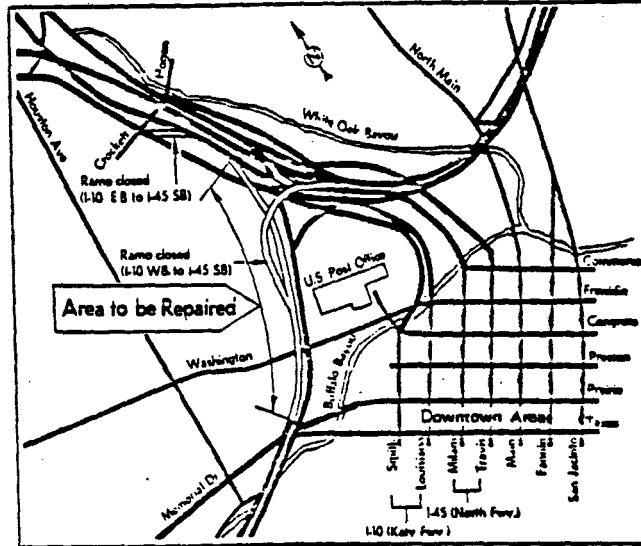 North Main
Hogan
White Oak Bayou
Houston Ave
Crockett
Ramp closed
(I-10 EB to I-45 SB)
Ramp closed
(I-10 WB to I-45 SB)
U.S. Post Office
Area to be Repaired
Commerce
Franklin
Congress
Washington
Buffalo Bayou
Preston
Prairie
Downtown Area
Texas
Memorial Dr
Smith
Louisiana
Milam
Travis
Main
Fannin
San Jacinto
I-45 (North Fwy.)
I-10 (Katy Fwy.)